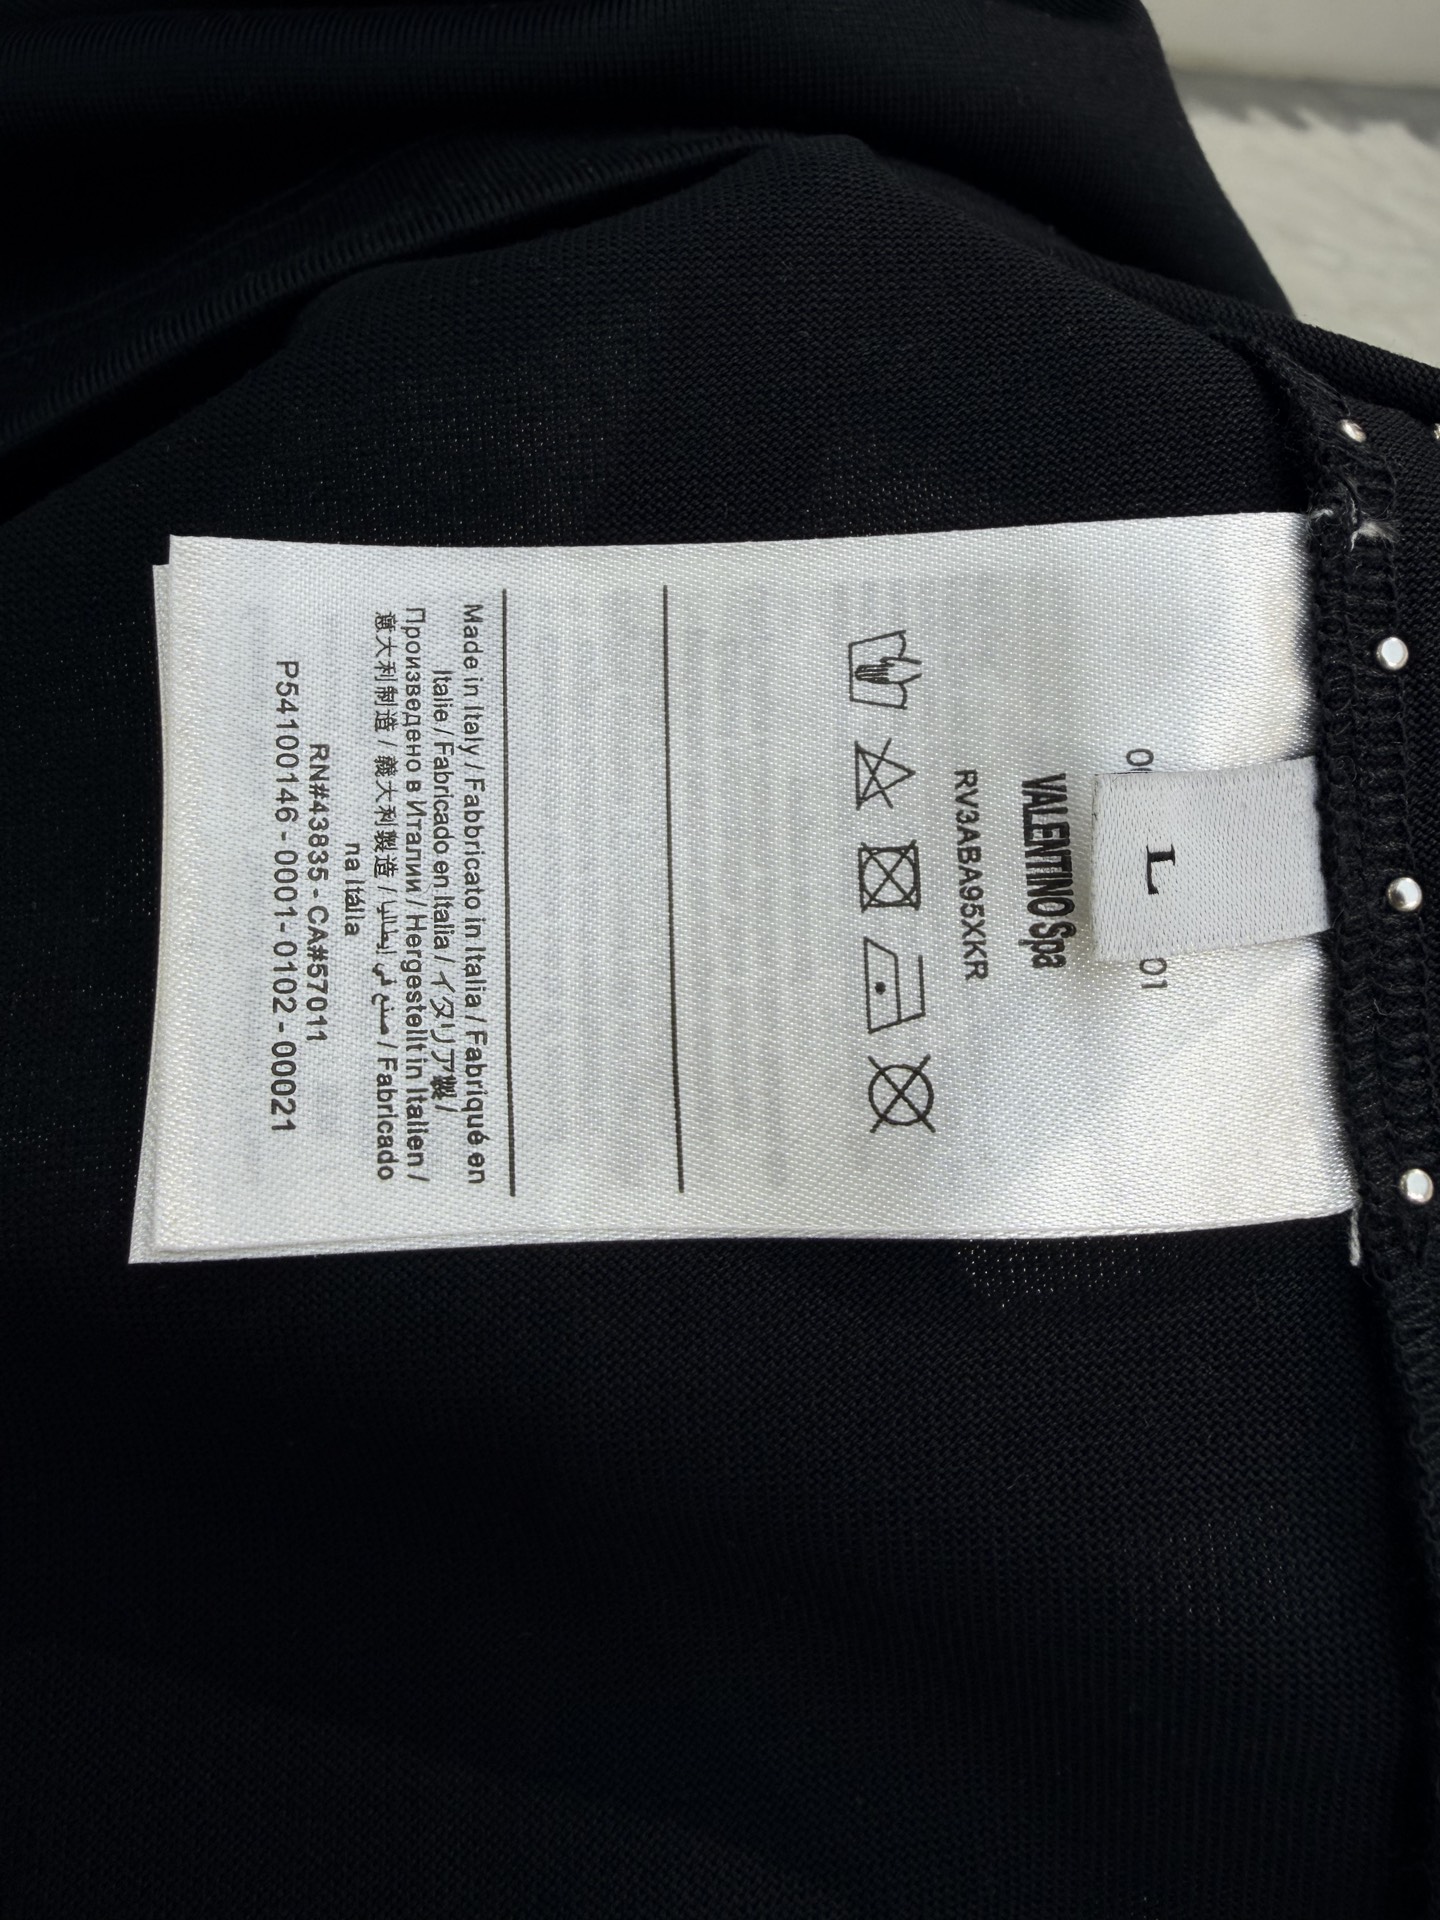 L
VALENTINO Spa
RV3ABA95XKR
Made in Italy / Fabbricato in Italia / Fabriqué en
Italie / Fabricado en Italia / イタリア製 /
Произведено в Италии / Hergestellt in Italien /
意大利制造 / 義大利製造 / صنع في إيطاليا / Fabricado
na Itália
RN#43835 - CA#57011
P54100146 - 0001 - 0102 - 00021